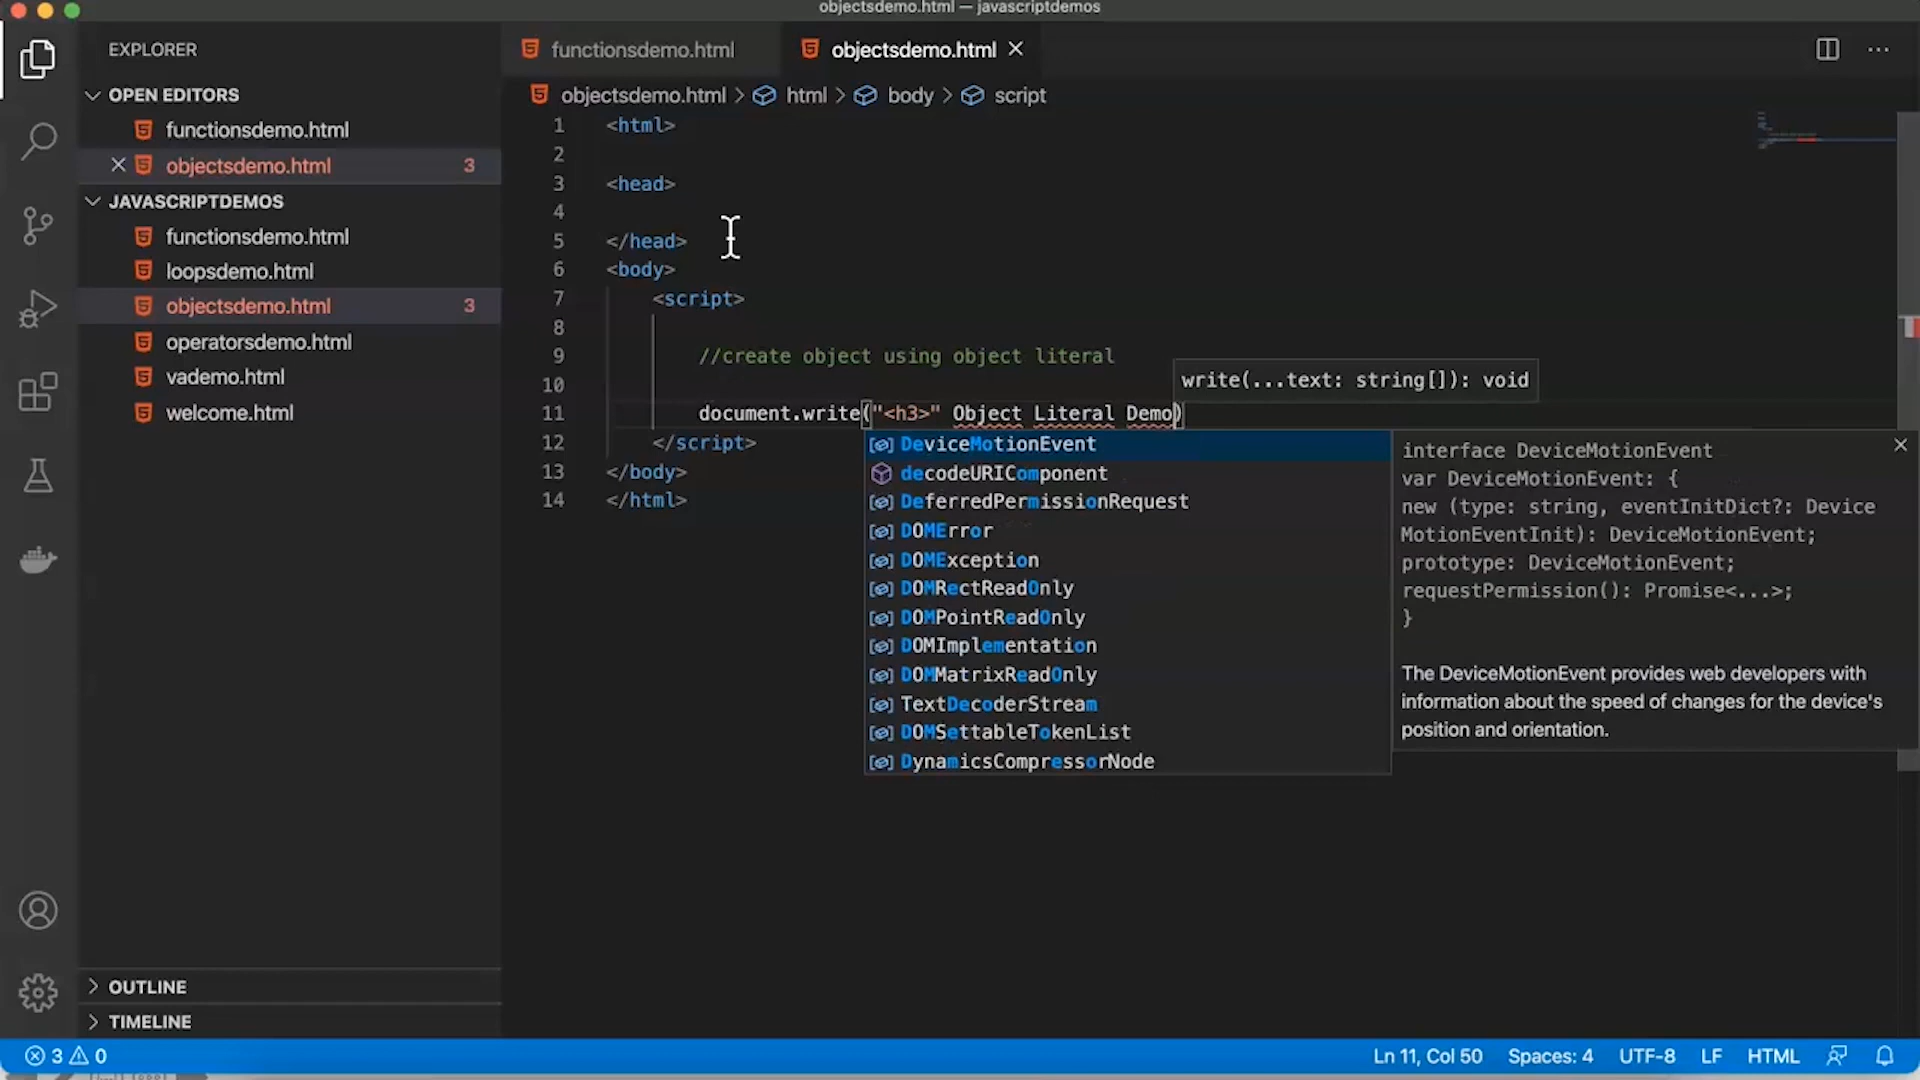 objectsdemo.html — javascriptdemos
EXPLORER
OPEN EDITORS
functionsdemo.html
objectsdemo.html 3
JAVASCRIPTDEMOS
functionsdemo.html
loopsdemo.html
objectsdemo.html 3
operatorsdemo.html
vademo.html
welcome.html
OUTLINE
TIMELINE
functionsdemo.html objectsdemo.html
objectsdemo.html > html > body > script
1 <html>
2
3 <head>
4
5 </head>
6 <body>
7 <script>
8
9 //create object using object literal
10
write(...text: string[]): void
11 document.write("<h3>" Object Literal Demo)
12 </script>
13 </body>
14 </html>
DeviceMotionEvent
decodeURIComponent
DeferredPermissionRequest
DOMError
DOMException
DOMRectReadOnly
DOMPointReadOnly
DOMImplementation
DOMMatrixReadOnly
TextDecoderStream
DOMSettableTokenList
DynamicsCompressorNode
interface DeviceMotionEvent
var DeviceMotionEvent: {
new (type: string, eventInitDict?: Device
MotionEventInit): DeviceMotionEvent;
prototype: DeviceMotionEvent;
requestPermission(): Promise<...>;
}
The DeviceMotionEvent provides web developers with
information about the speed of changes for the device's
position and orientation.
3 0
Ln 11, Col 50 Spaces: 4 UTF-8 LF HTML